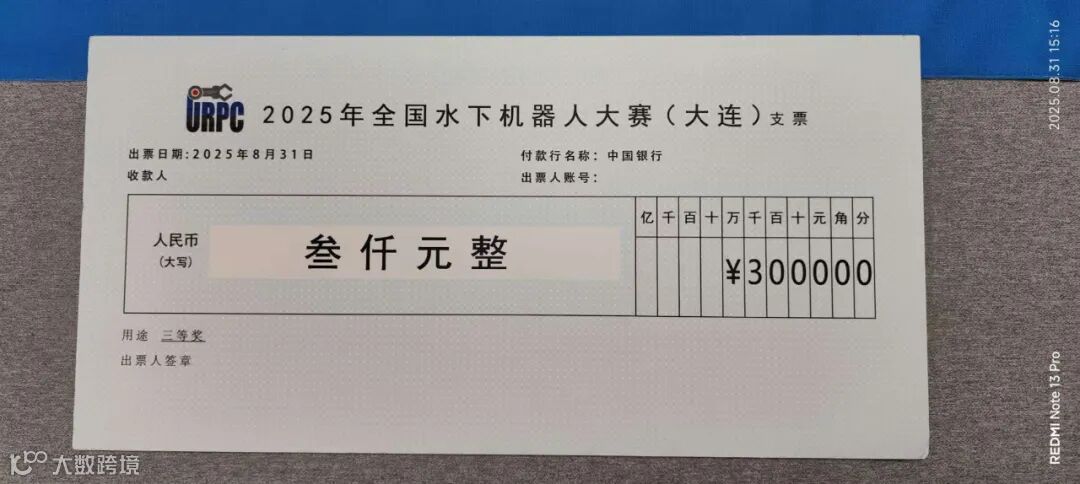 URPC
2025年全国水下机器人大赛（大连）支票
出票日期:2025年8月31日
付款行名称：中国银行
收款人
出票人账号：
亿千百十万千百十元角分
人民币
(大写)
叁仟元整
¥300000
用途 三等奖
出票人签章
大数跨境
2025.08.31 15:16
REDMI Note 13 Pro